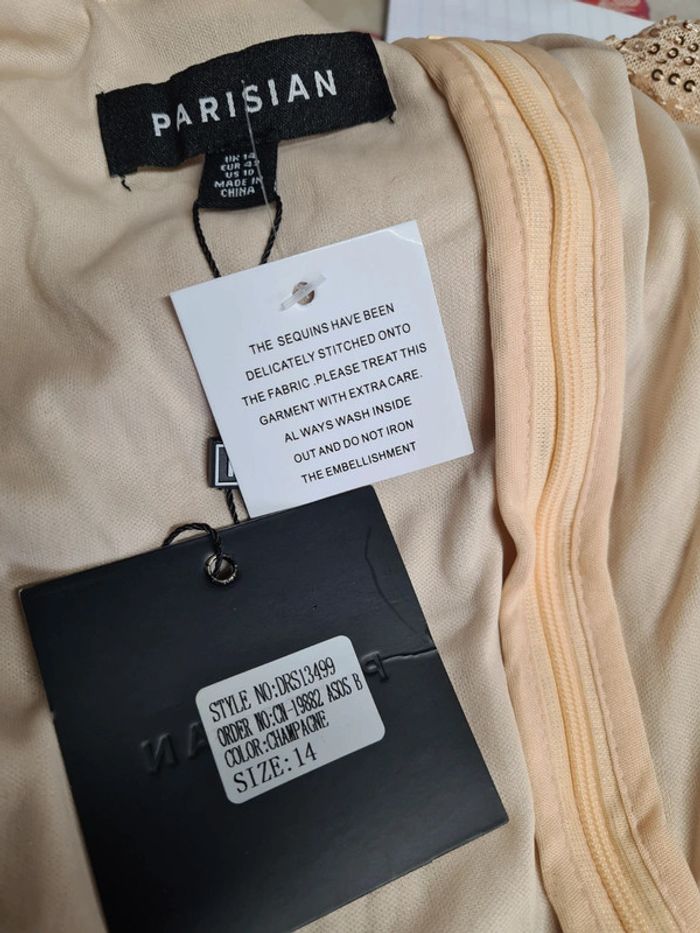 PARISIAN
UK 14
EUR 42
US 10
MADE IN
CHINA
THE SEQUINS HAVE BEEN
DELICATELY STITCHED ONTO
THE FABRIC .PLEASE TREAT THIS
GARMENT WITH EXTRA CARE.
AL WAYS WASH INSIDE
OUT AND DO NOT IRON
THE EMBELLISHMENT
STYLE NO:DRS13499
ORDER NO:CN-19882 ASOS B
COLOR:CHAMPAGNE
SIZE:14